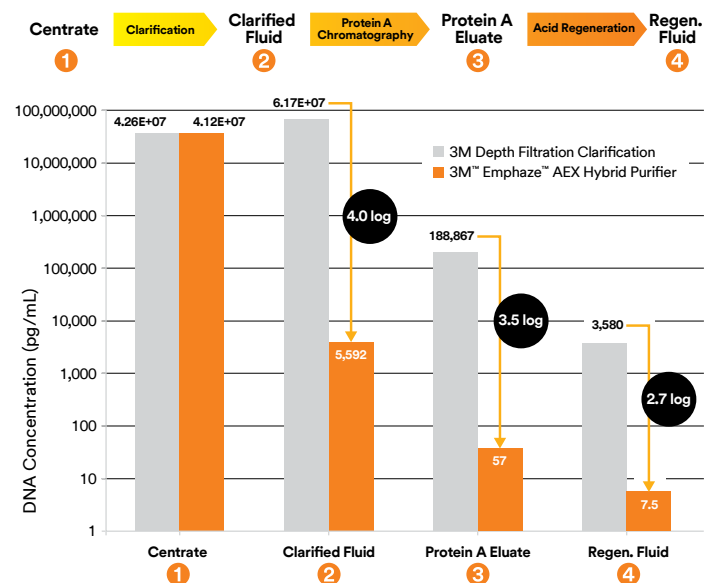 Centrate
Clarification
Clarified
Fluid
Protein A
Chromatography
Protein A
Eluate
Acid Regeneration
Regen.
Fluid
1
2
3
4
100,000,000
10,000,000
1,000,000
100,000
10,000
1,000
100
10
1
DNA Concentration (pg/mL)
4.26E+07
4.12E+07
6.17E+07
3M Depth Filtration Clarification
3M™ Emphaze™ AEX Hybrid Purifier
4.0 log
188,867
3.5 log
3,580
5,592
2.7 log
57
7.5
Centrate
Clarified Fluid
Protein A Eluate
Regen. Fluid
1
2
3
4